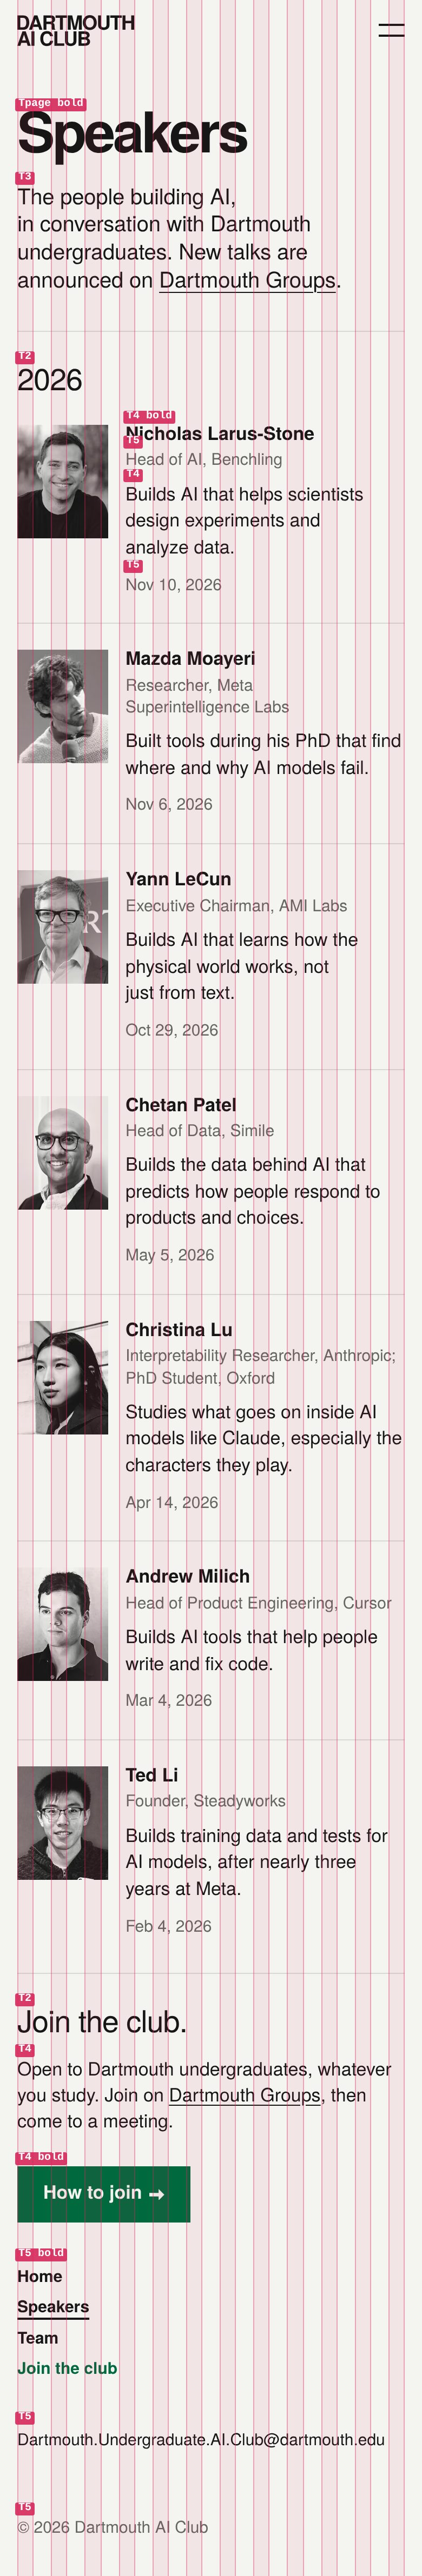 DARTMOUTH
AI CLUB
Tpage bold
Speakers
T3
The people building AI,
in conversation with Dartmouth
undergraduates. New talks are
announced on Dartmouth Groups.
T2
2026
T4 bold
Nicholas Larus-Stone
T5
Head of AI, Benchling
T4
Builds AI that helps scientists
design experiments and
analyze data.
T5
Nov 10, 2026
Mazda Moayeri
Researcher, Meta
Superintelligence Labs
Built tools during his PhD that find
where and why AI models fail.
Nov 6, 2026
Yann LeCun
Executive Chairman, AMI Labs
Builds AI that learns how the
physical world works, not
just from text.
Oct 29, 2026
Chetan Patel
Head of Data, Simile
Builds the data behind AI that
predicts how people respond to
products and choices.
May 5, 2026
Christina Lu
Interpretability Researcher, Anthropic;
PhD Student, Oxford
Studies what goes on inside AI
models like Claude, especially the
characters they play.
Apr 14, 2026
Andrew Milich
Head of Product Engineering, Cursor
Builds AI tools that help people
write and fix code.
Mar 4, 2026
Ted Li
Founder, Steadyworks
Builds training data and tests for
AI models, after nearly three
years at Meta.
Feb 4, 2026
T2
Join the club.
T4
Open to Dartmouth undergraduates, whatever
you study. Join on Dartmouth Groups, then
come to a meeting.
T4 bold
How to join →
T5 bold
Home
Speakers
Team
Join the club
T5
Dartmouth.Undergraduate.AI.Club@dartmouth.edu
T5
© 2026 Dartmouth AI Club